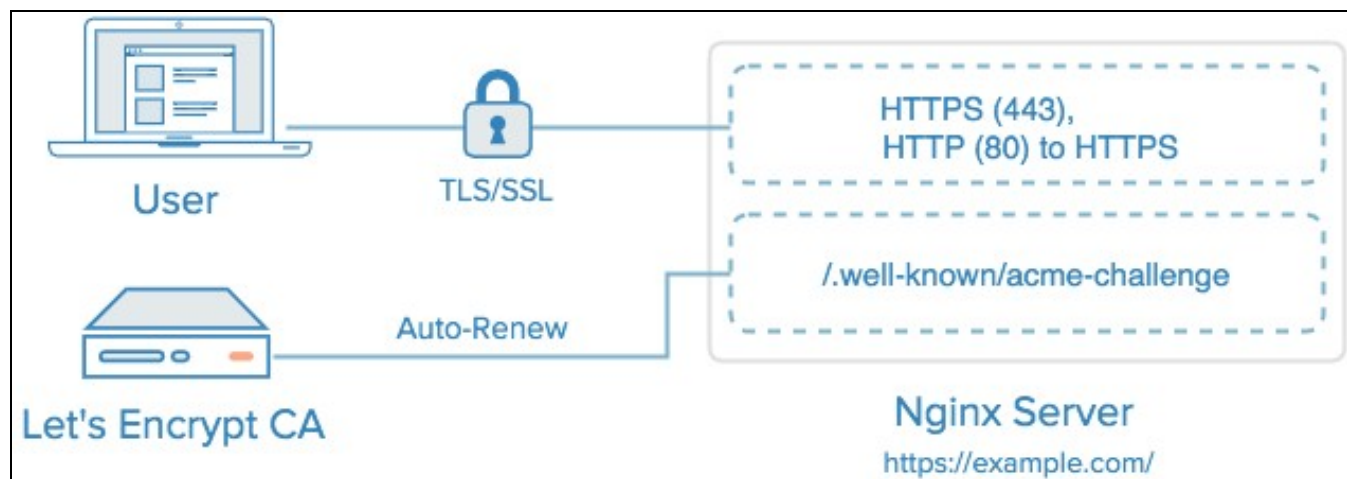 HTTPS (443),
HTTP (80) to HTTPS
User
TLS/SSL
/.well-known/acme-challenge
Auto-Renew
Let's Encrypt CA
Nginx Server
https://example.com/